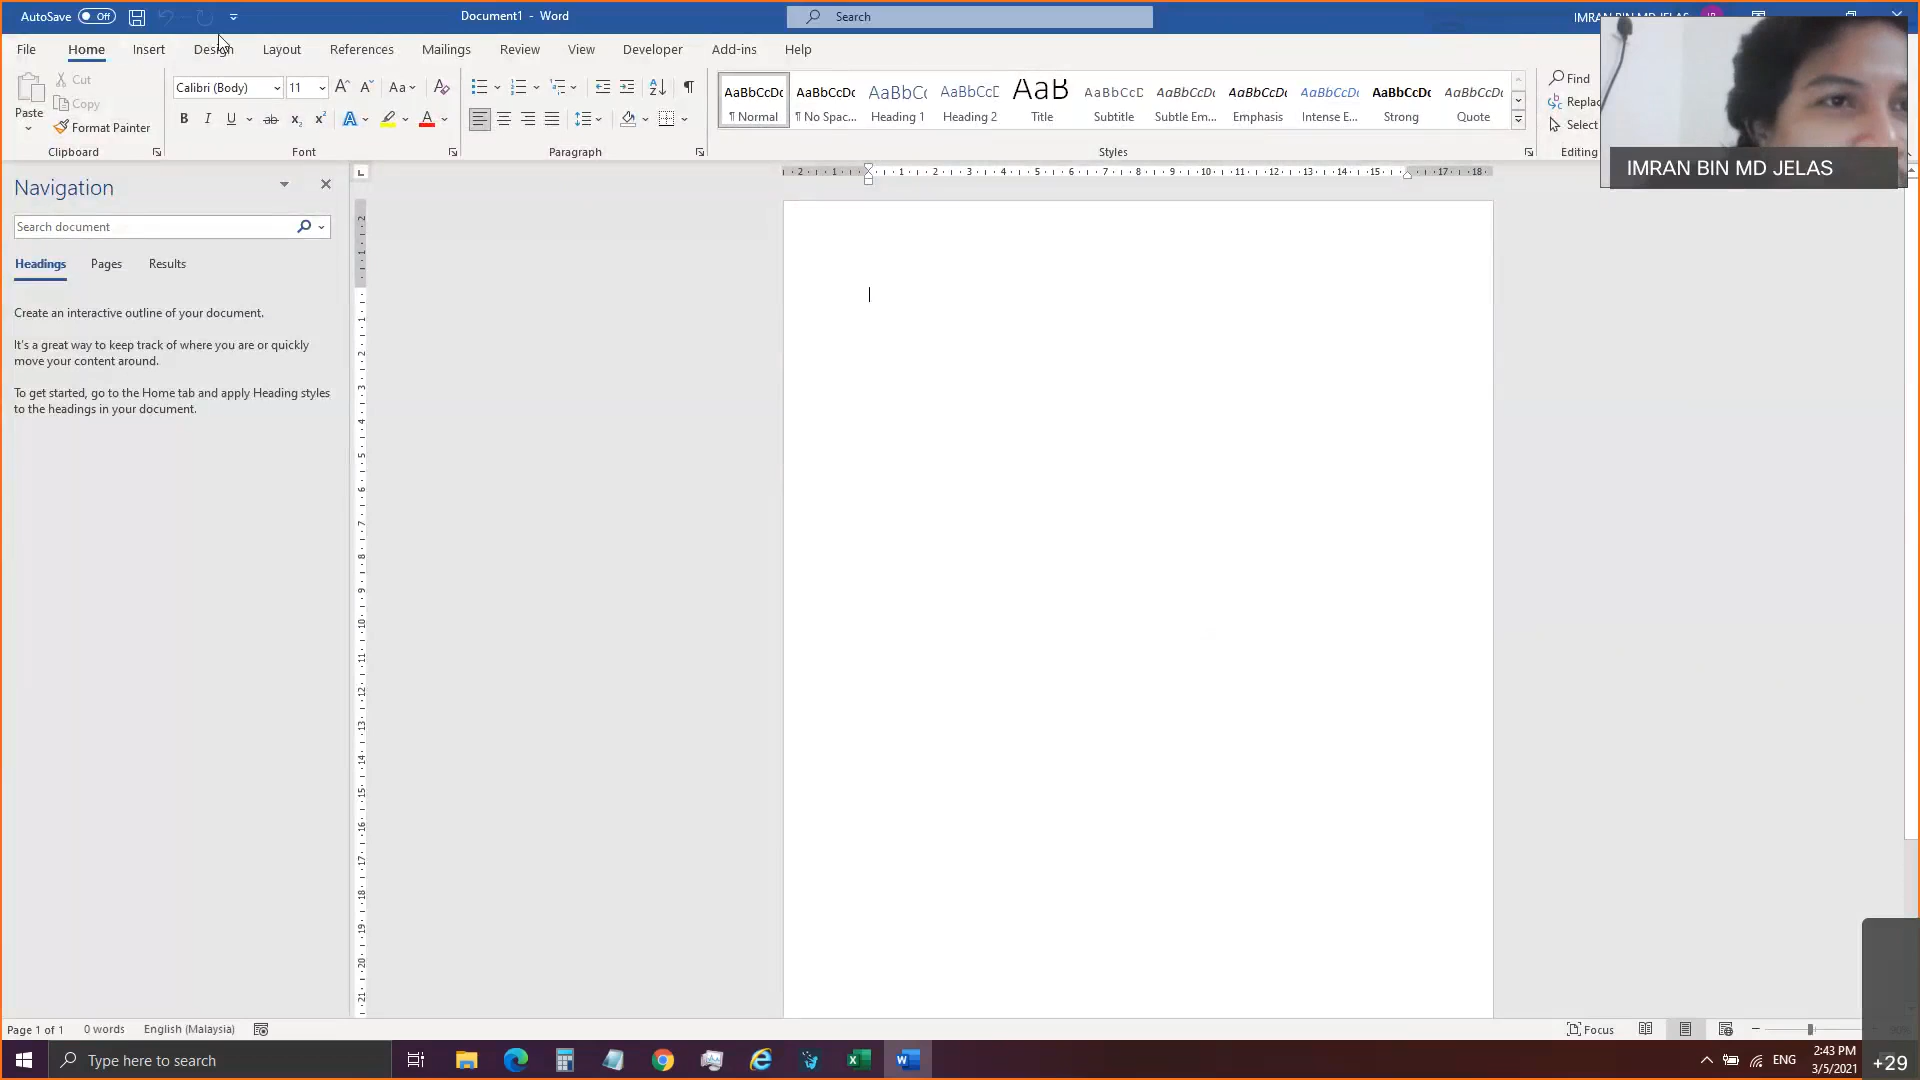 AutoSave Off Document1 - Word Search
File Home Insert Design Layout References Mailings Review View Developer Add-ins Help
Paste Cut Copy Format Painter Clipboard
Calibri (Body) 11 Aa Font
Paragraph
AaBbCcDc ¶ Normal
AaBbCcDc ¶ No Spac...
AaBbC( Heading 1
AaBbCcD Heading 2
AaB Title
AaBbCcD Subtitle
AaBbCcDc Subtle Em...
AaBbCcDc Emphasis
AaBbCcDc Intense E...
AaBbCcDc Strong
AaBbCcDc Quote
Styles
Find
Replac
Select
Editing
IMRAN BIN MD JELAS
Navigation
Search document
Headings Pages Results
Create an interactive outline of your document.
It's a great way to keep track of where you are or quickly
move your content around.
To get started, go to the Home tab and apply Heading styles
to the headings in your document.
Page 1 of 1 0 words English (Malaysia) Focus
Type here to search
ENG
2:43 PM
3/5/2021
+29